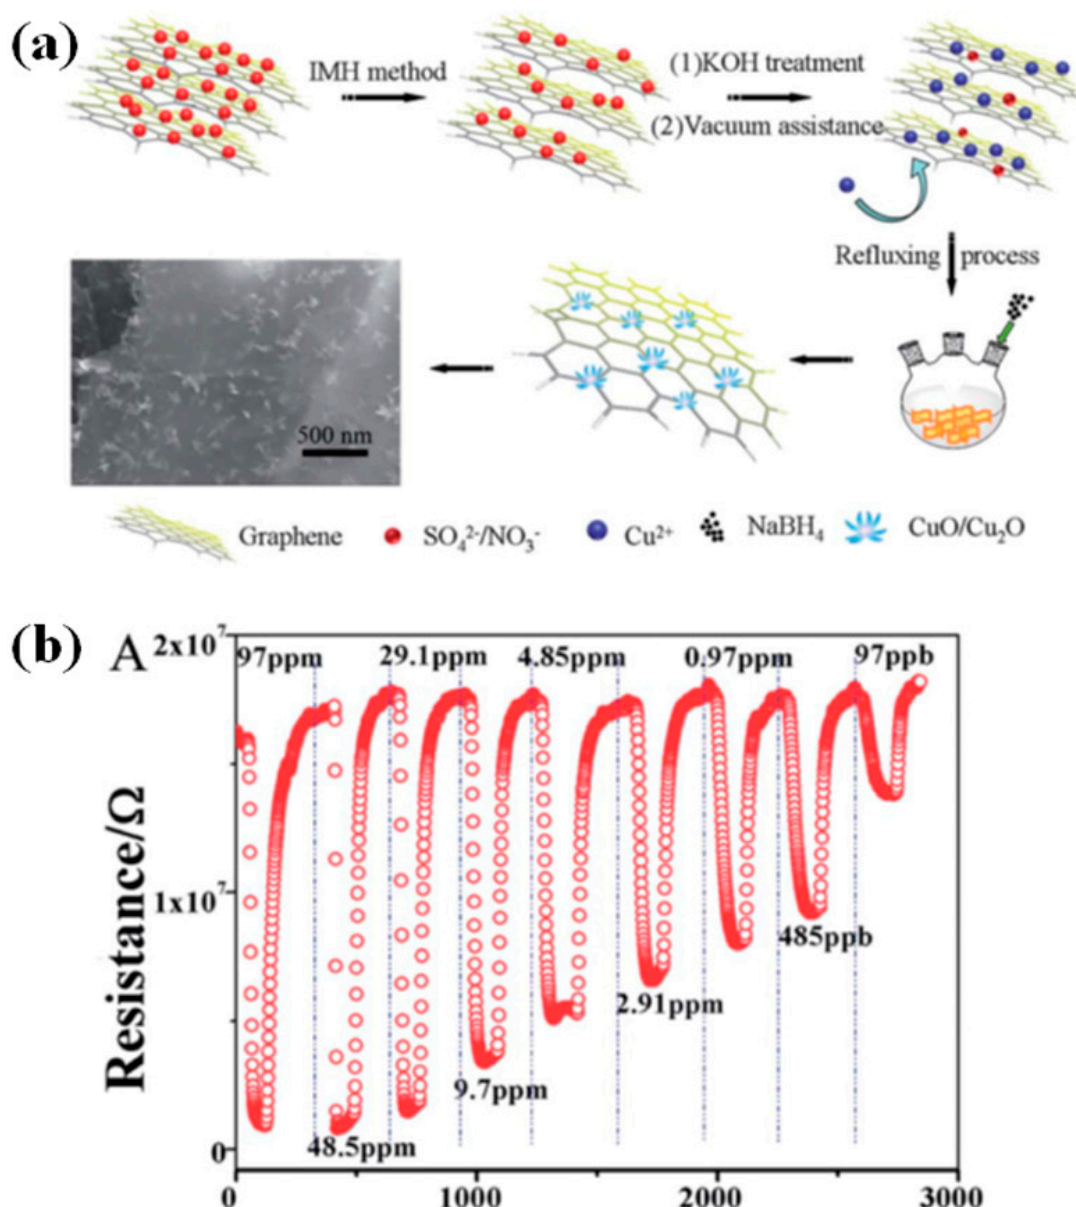 (a)
IMH method
(1)KOH treatment
(2)Vacuum assistance
Refluxing process
500 nm
Graphene
SO₄²⁻/NO₃⁻
Cu²⁺
NaBH₄
CuO/Cu₂O
(b)
A
2x10⁷
97ppm
29.1ppm
4.85ppm
0.97ppm
97ppb
Resistance/Ω
1x10⁷
485ppb
2.91ppm
9.7ppm
48.5ppm
0
0 1000 2000 3000